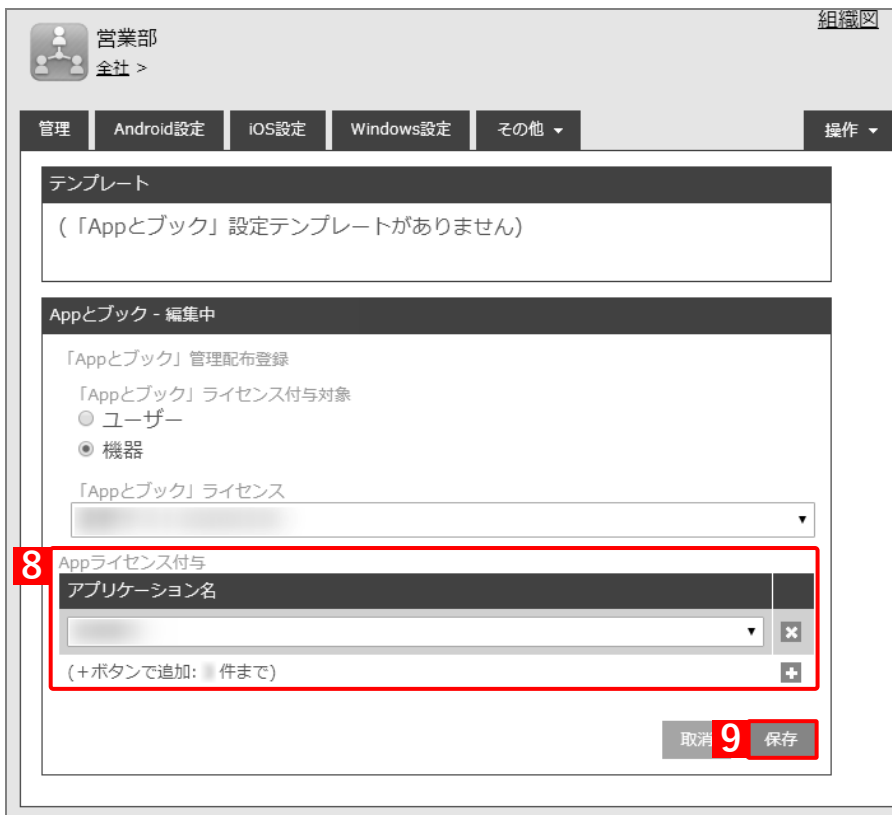 組織図
営業部
全社 >
管理
Android設定
iOS設定
Windows設定
その他 ▼
操作 ▼
テンプレート
(「Appとブック」設定テンプレートがありません)
Appとブック - 編集中
「Appとブック」管理配布登録
「Appとブック」ライセンス付与対象
ユーザー
機器
「Appとブック」ライセンス
8
Appライセンス付与
アプリケーション名
(+ボタンで追加: 件まで)
取消
9
保存